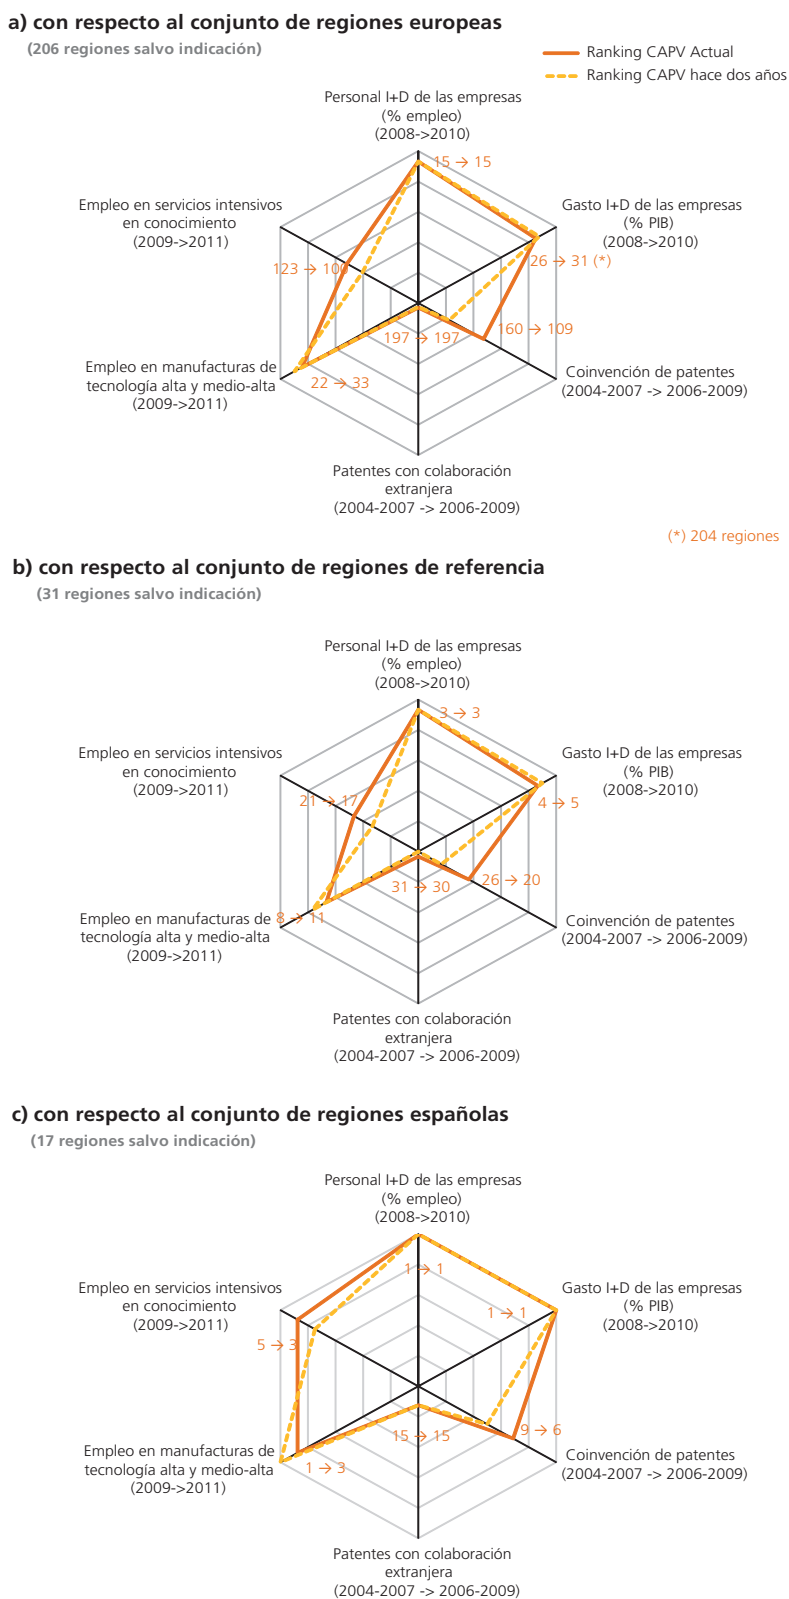 a) con respecto al conjunto de regiones europeas
(206 regiones salvo indicación)
Ranking CAPV Actual
Ranking CAPV hace dos años
Personal I+D de las empresas
(% empleo)
(2008->2010)
15 → 15
Empleo en servicios intensivos
en conocimiento
(2009->2011)
Gasto I+D de las empresas
(% PIB)
(2008->2010)
123 → 100
26 → 31 (*)
160 → 109
197 → 197
Empleo en manufacturas de
tecnología alta y medio-alta
(2009->2011)
22 → 33
Coinvención de patentes
(2004-2007 -> 2006-2009)
Patentes con colaboración
extranjera
(2004-2007 -> 2006-2009)
(*) 204 regiones
b) con respecto al conjunto de regiones de referencia
(31 regiones salvo indicación)
Personal I+D de las empresas
(% empleo)
(2008->2010)
3 → 3
Empleo en servicios intensivos
en conocimiento
(2009->2011)
Gasto I+D de las empresas
(% PIB)
(2008->2010)
21 → 17
4 → 5
31 → 30
26 → 20
8 → 11
Empleo en manufacturas de
tecnología alta y medio-alta
(2009->2011)
Coinvención de patentes
(2004-2007 -> 2006-2009)
Patentes con colaboración
extranjera
(2004-2007 -> 2006-2009)
c) con respecto al conjunto de regiones españolas
(17 regiones salvo indicación)
Personal I+D de las empresas
(% empleo)
(2008->2010)
1 → 1
Empleo en servicios intensivos
en conocimiento
(2009->2011)
Gasto I+D de las empresas
(% PIB)
(2008->2010)
1 → 1
5 → 3
9 → 6
15 → 15
Empleo en manufacturas de
tecnología alta y medio-alta
(2009->2011)
1 → 3
Coinvención de patentes
(2004-2007 -> 2006-2009)
Patentes con colaboración
extranjera
(2004-2007 -> 2006-2009)